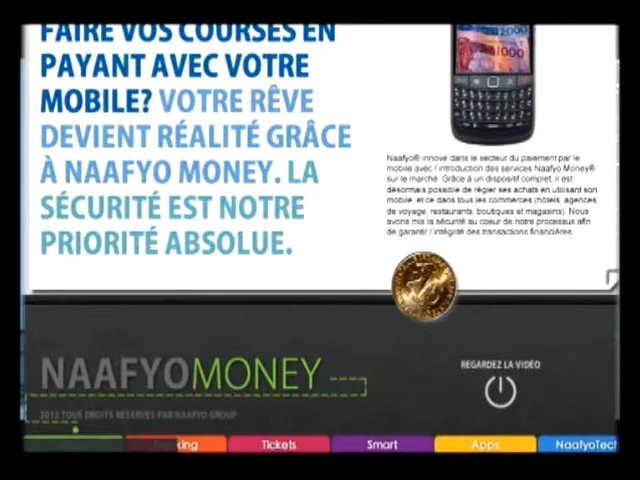 FAIRE VOS COURSES EN
PAYANT AVEC VOTRE
MOBILE? VOTRE RÊVE
DEVIENT RÉALITÉ GRÂCE
À NAAFYO MONEY. LA
SÉCURITÉ EST NOTRE
PRIORITÉ ABSOLUE.
Naafyo® innove dans le secteur du paiement par le
mobile avec l'introduction des services Naafyo Money®
sur le marché. Grâce à un dispositif complet, il est
désormais possible de régler ses achats en utilisant son
mobile, et ce dans tous les commerces (hôtels, agences
de voyage, restaurants, boutiques et magasins). Nous
avons mis la sécurité au cœur de notre processus afin
de garantir l'intégrité des transactions financières.
NAAFYOMONEY
REGARDEZ LA VIDÉO
2012 TOUS DROITS RÉSERVÉS PAR NAAFYO GROUP
Tickets
Smart
Apps
NaafyoTech